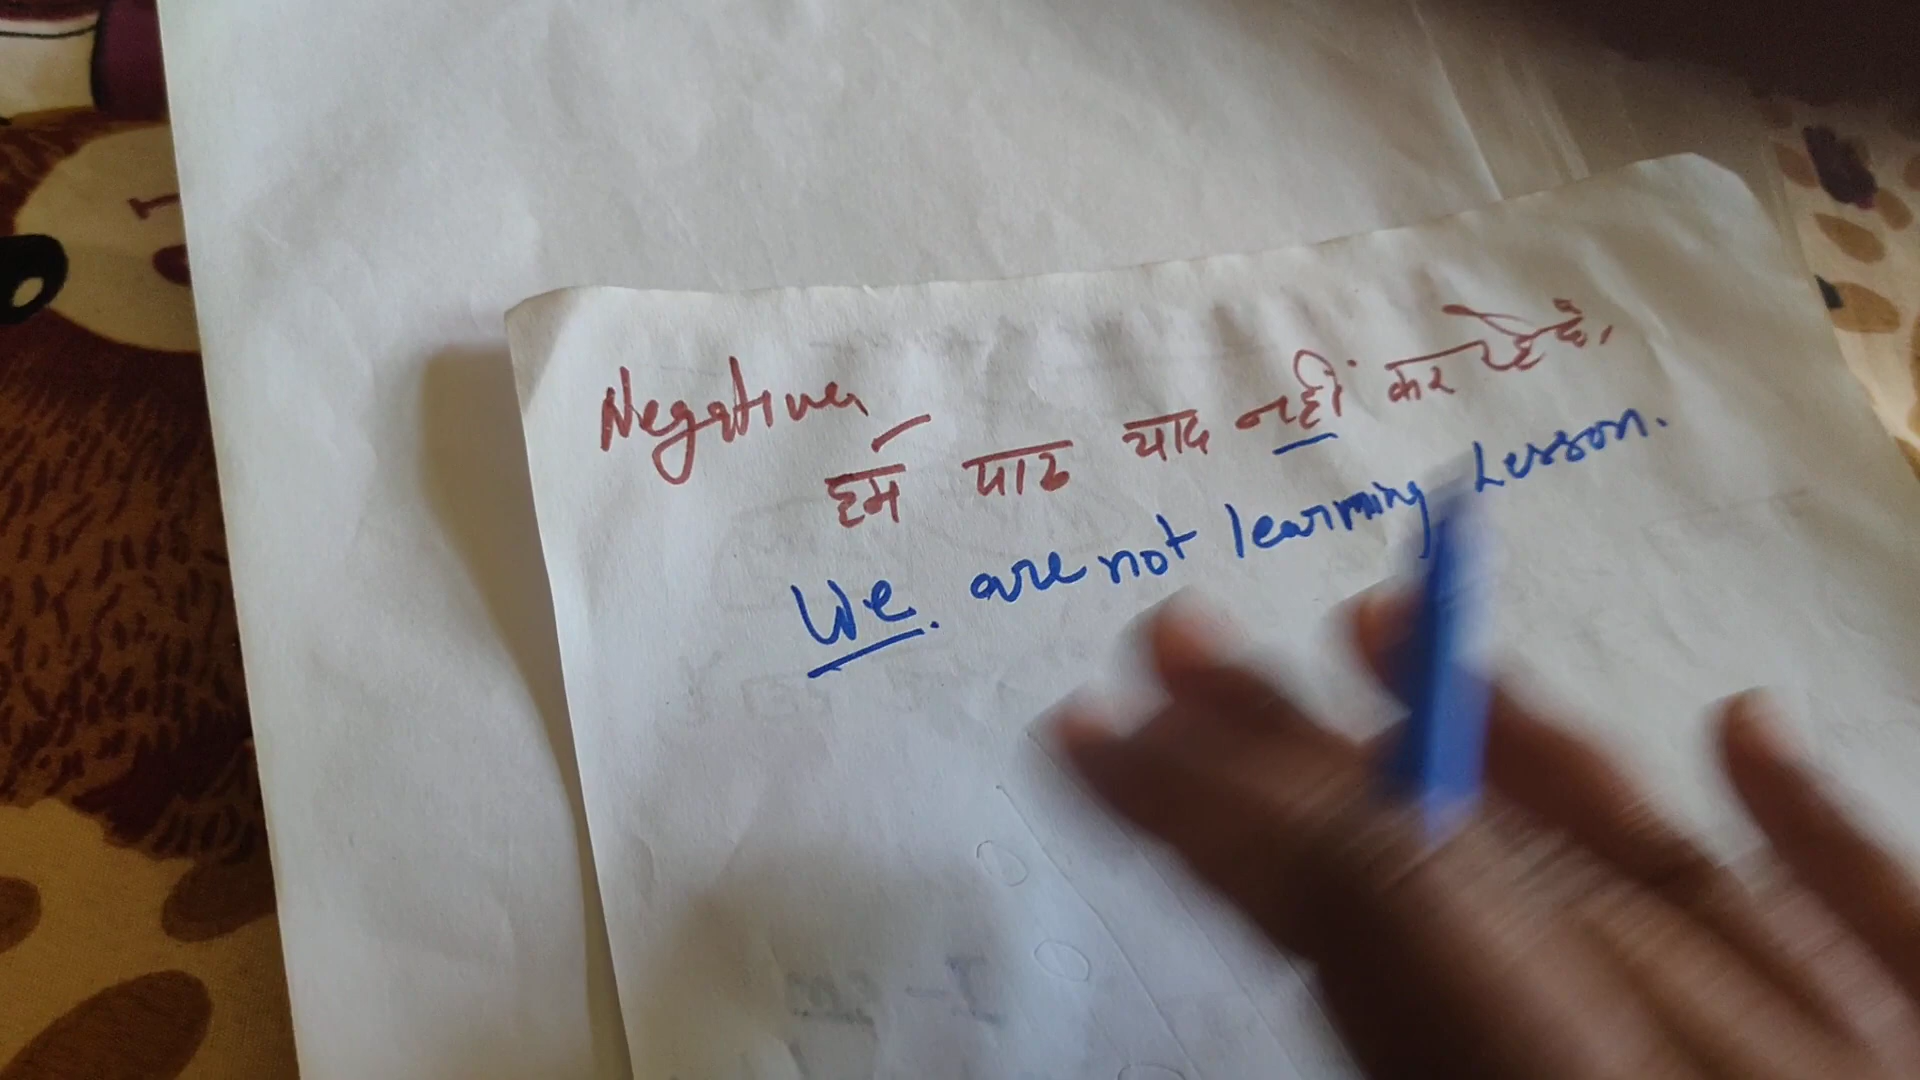 Negative
हम पाठ याद नहीं कर रहे हैं,
We. are not learning Lesson.